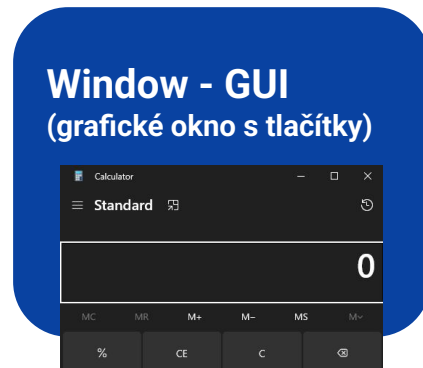 Window - GUI
(grafické okno s tlačítky)
Calculator
Standard
0
MC MR M+ M− MS M˅
% CE C